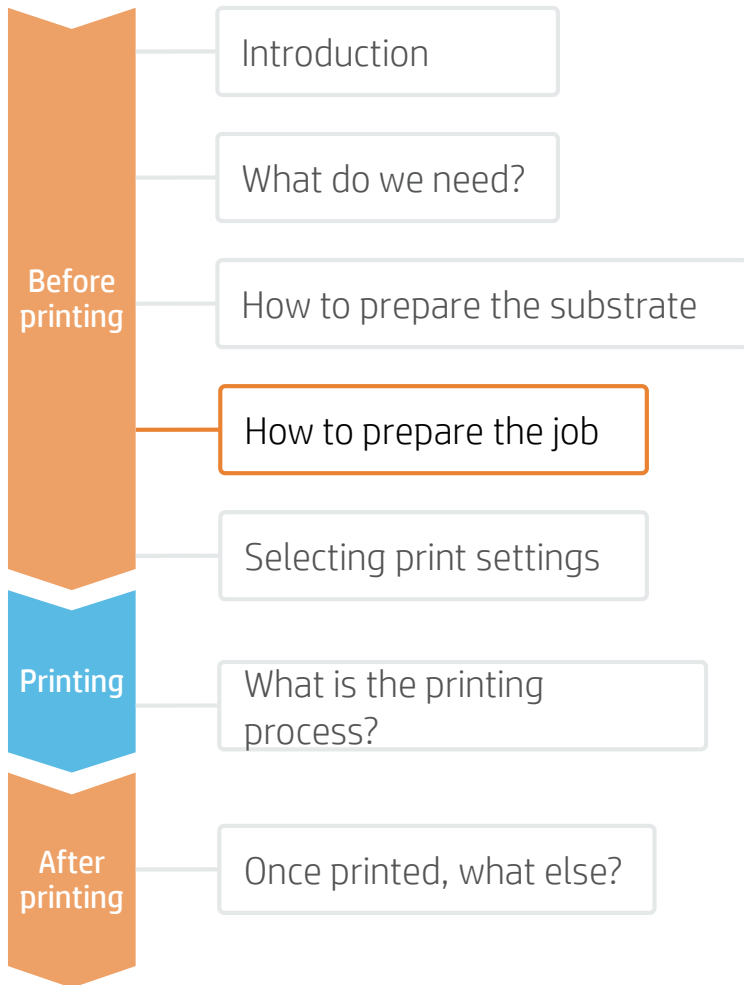 Introduction
What do we need?
Before
printing
How to prepare the substrate
How to prepare the job
Selecting print settings
Printing
What is the printing
process?
After
printing
Once printed, what else?